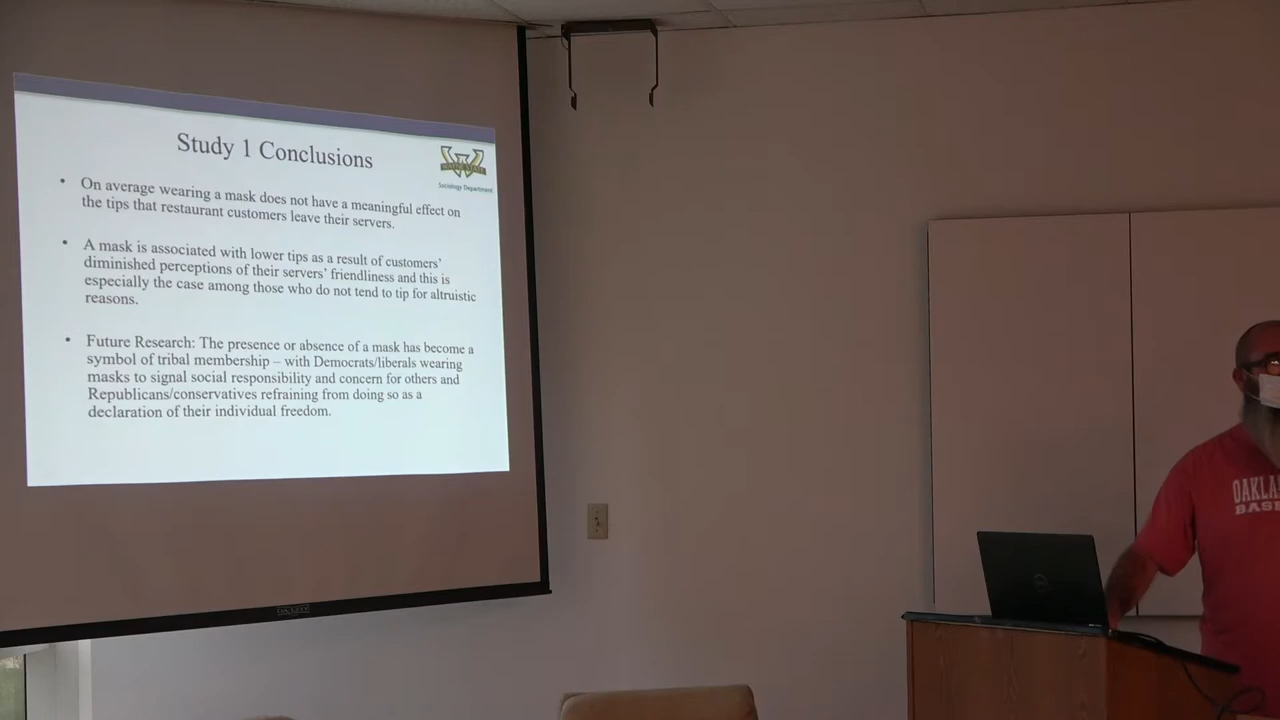 Study 1 Conclusions
WAYNE STATE
Sociology Department
• On average wearing a mask does not have a meaningful effect on
the tips that restaurant customers leave their servers.
• A mask is associated with lower tips as a result of customers'
diminished perceptions of their servers' friendliness and this is
especially the case among those who do not tend to tip for altruistic
reasons.
• Future Research: The presence or absence of a mask has become a
symbol of tribal membership – with Democrats/liberals wearing
masks to signal social responsibility and concern for others and
Republicans/conservatives refraining from doing so as a
declaration of their individual freedom.
DA-LITE
OAKLA
BASE
DELL